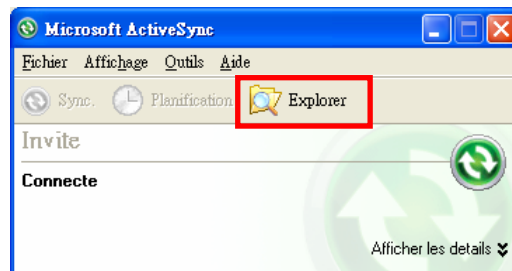 Microsoft ActiveSync
Fichier Affichage Outils Aide
Sync. Planification Explorer
Invite
Connecte
Afficher les details